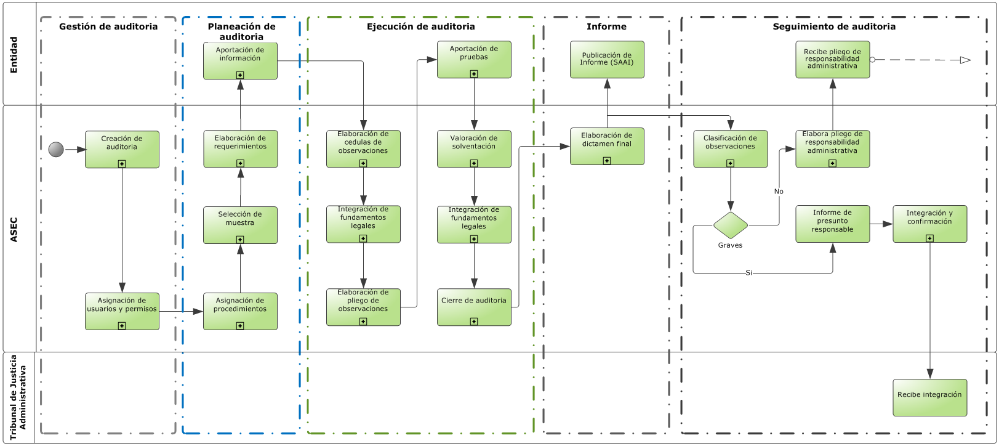 Entidad
ASEC
Tribunal de Justicia
Administrativa
Gestión de auditoria
Creación de
auditoria
Asignación de
usuarios y permisos
Planeación de
auditoria
Aportación de
información
Elaboración de
requerimientos
Selección de
muestra
Asignación de
procedimientos
Ejecución de auditoria
Aportación de
pruebas
Elaboración de
cedulas de
observaciones
Valoración de
solventación
Integración de
fundamentos
legales
Integración de
fundamentos
legales
Elaboración de
pliego de
observaciones
Cierre de auditoria
Informe
Publicación de
Informe (SAAI)
Elaboración de
dictamen final
Seguimiento de auditoria
Recibe pliego de
responsabilidad
administrativa
Clasificación de
observaciones
Elabora pliego de
responsabilidad
administrativa
No
Graves
Si
Informe de
presunto
responsable
Integración y
confirmación
Recibe integración